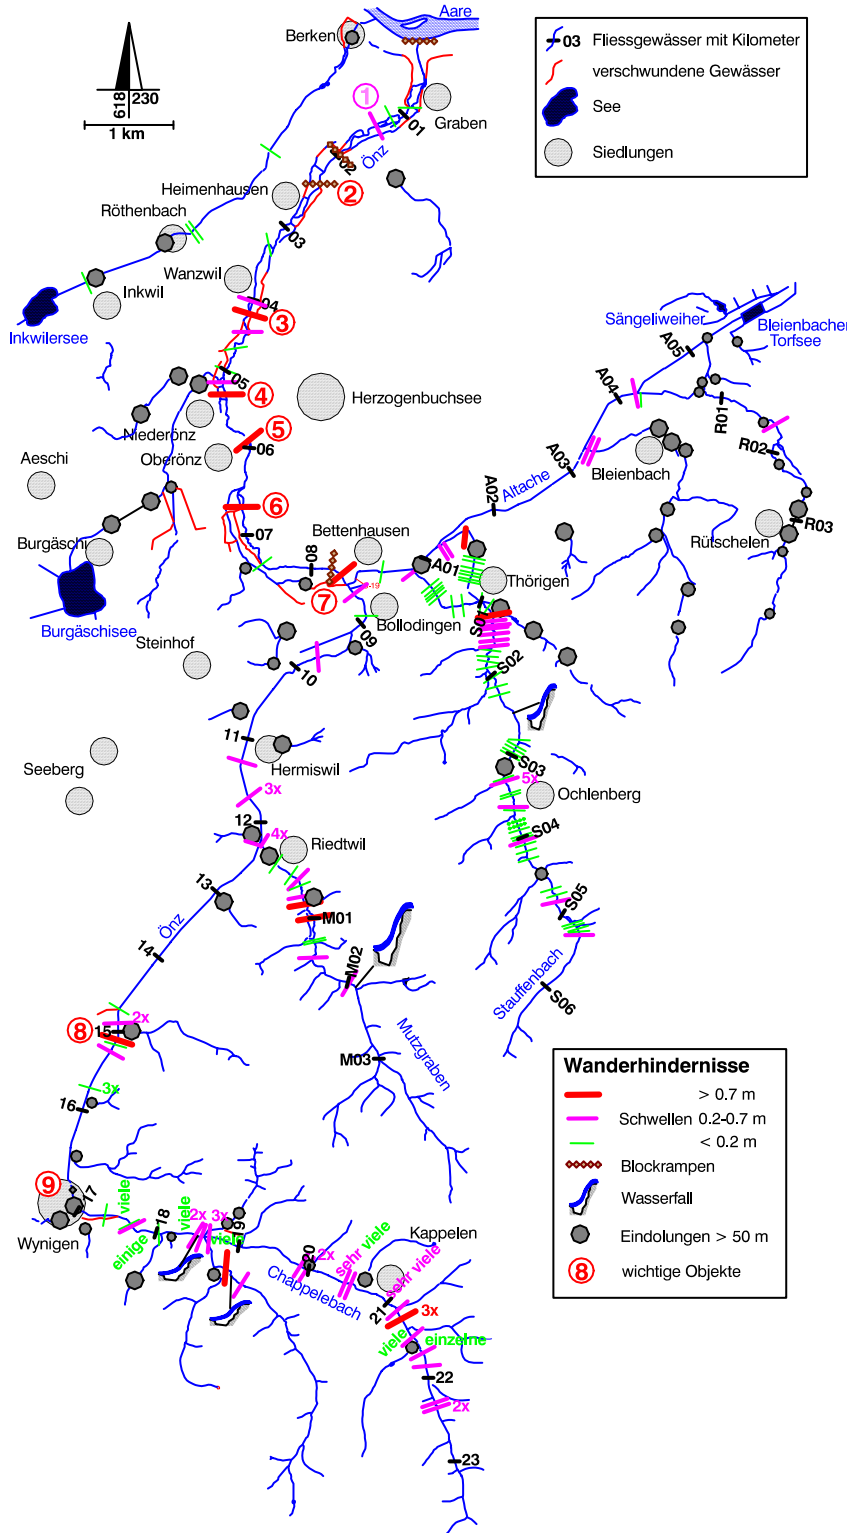 Aare
Berken
03 Fliessgewässer mit Kilometer
verschwundene Gewässer
See
Siedlungen
618 230
1 km
1
01
Graben
Önz
02
Heimenhausen
2
Röthenbach
03
Wanzwil
Inkwil
04
Inkwilersee
3
Sängeliweiher
Bleienbacher
Torfsee
A05
05
A04
4
Herzogenbuchsee
R01
Niederönz
5
06
R02
Oberönz
A03
Bleienbach
Aeschi
Altache
A02
6
R03
07
Rütschelen
Burgäschi
Bettenhausen
08
A01
Thörigen
7
-19-
Burgäschisee
Bollodingen
S01
09
Steinhof
10
S02
11
Hermiswil
S03
Seeberg
3x
5x
Ochlenberg
12
4x
Riedtwil
S04
13
M01
S05
Önz
14
M02
Stauffenbach
S06
8
2x
15
Mutzgraben
M03
3x
16
Wanderhindernisse
> 0.7 m
Schwellen 0.2-0.7 m
< 0.2 m
Blockrampen
Wasserfall
Eindolungen > 50 m
8 wichtige Objekte
9
17
viele
viele
18
2x
3x
19
Wynigen
einige
viele
20
2x
sehr viele
Kappelen
sehr viele
Chappelebach
21
3x
viele
einzelne
22
2x
23